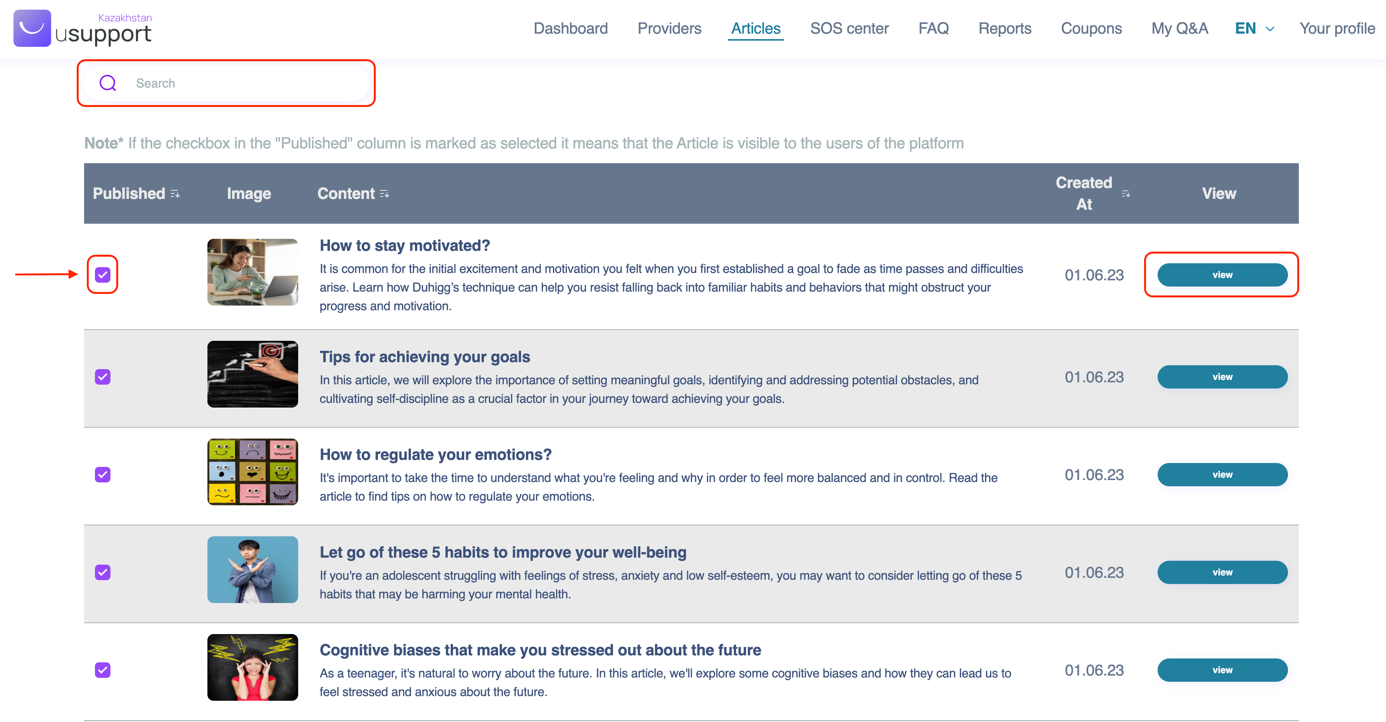 Kazakhstan
usupport
Dashboard
Providers
Articles
SOS center
FAQ
Reports
Coupons
My Q&A
EN
Your profile
Search
Note* If the checkbox in the "Published" column is marked as selected it means that the Article is visible to the users of the platform
Published
Image
Content
Created
At
View
How to stay motivated?
It is common for the initial excitement and motivation you felt when you first established a goal to fade as time passes and difficulties
arise. Learn how Duhigg’s technique can help you resist falling back into familiar habits and behaviors that might obstruct your
progress and motivation.
01.06.23
view
Tips for achieving your goals
In this article, we will explore the importance of setting meaningful goals, identifying and addressing potential obstacles, and
cultivating self-discipline as a crucial factor in your journey toward achieving your goals.
01.06.23
view
How to regulate your emotions?
It's important to take the time to understand what you're feeling and why in order to feel more balanced and in control. Read the
article to find tips on how to regulate your emotions.
01.06.23
view
Let go of these 5 habits to improve your well-being
If you're an adolescent struggling with feelings of stress, anxiety and low self-esteem, you may want to consider letting go of these 5
habits that may be harming your mental health.
01.06.23
view
Cognitive biases that make you stressed out about the future
As a teenager, it's natural to worry about the future. In this article, we'll explore some cognitive biases and how they can lead us to
feel stressed and anxious about the future.
01.06.23
view